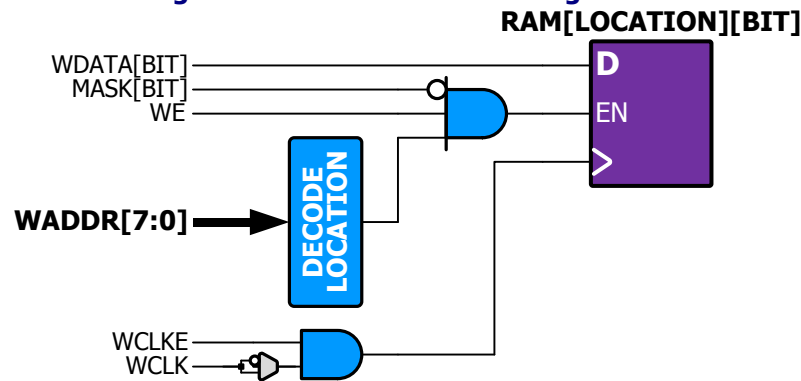 RAM[LOCATION][BIT]
WDATA[BIT]
MASK[BIT]
WE
D
EN
DECODE
LOCATION
WADDR[7:0]
WCLKE
WCLK